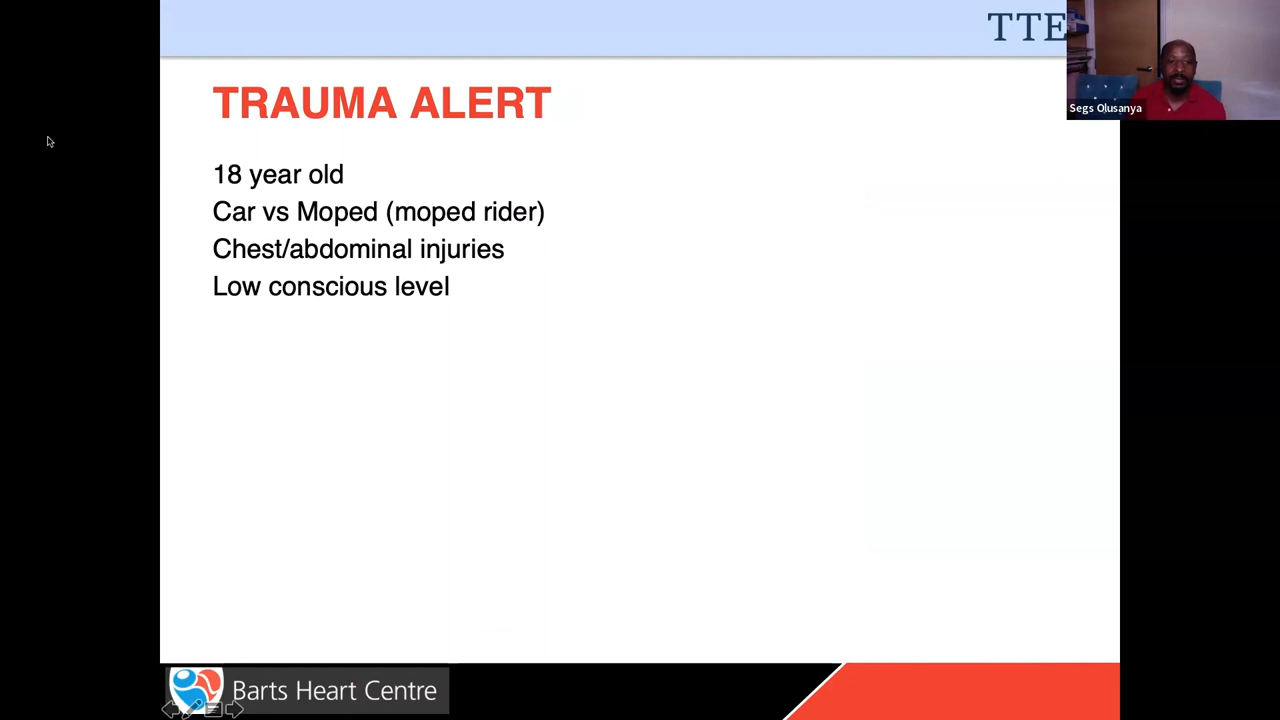 TTE
Segs Olusanya
TRAUMA ALERT
18 year old
Car vs Moped (moped rider)
Chest/abdominal injuries
Low conscious level
Barts Heart Centre